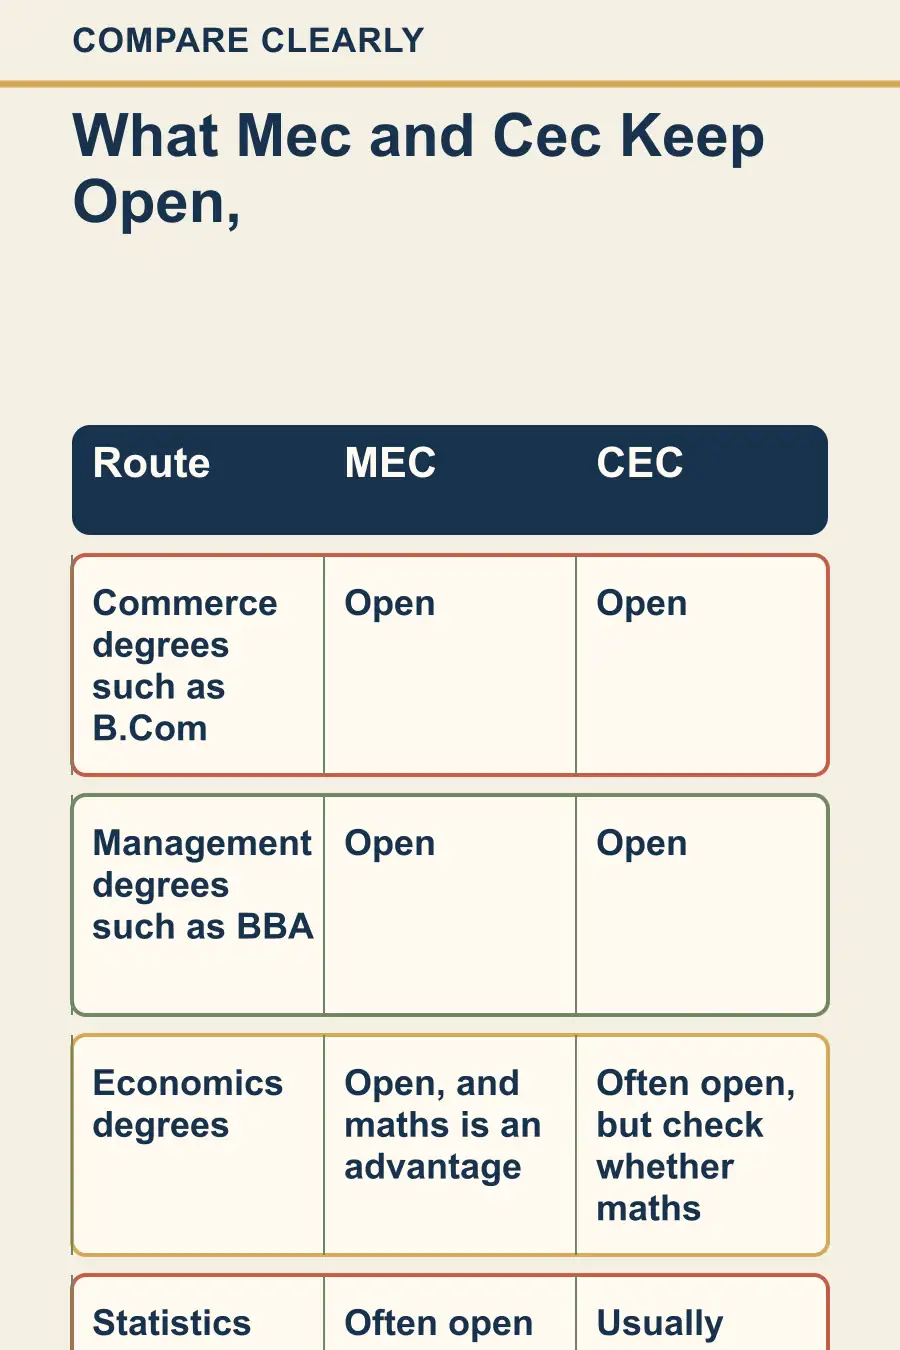 COMPARE CLEARLY
What Mec and Cec Keep
Open,
Route MEC CEC
Commerce
degrees
such as
B.Com
Open
Open
Management
degrees
such as BBA
Open
Open
Economics
degrees
Open, and
maths is an
advantage
Often open,
but check
whether
maths
Statistics
Often open
Usually